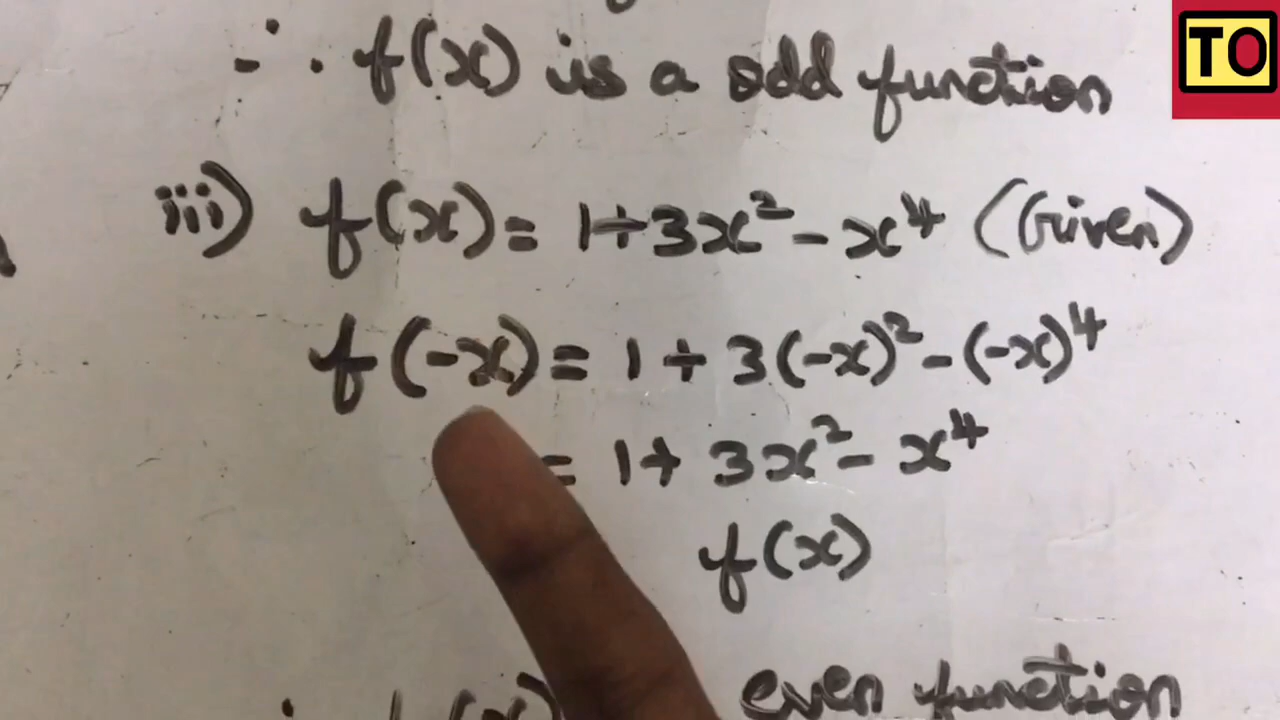 TO
∴ f(x) is a odd function
iii) f(x) = 1+3x² - x⁴ (Given)
f(-x) = 1 + 3(-x)² - (-x)⁴
= 1 + 3x² - x⁴
f(x)
∴ f(x) even function